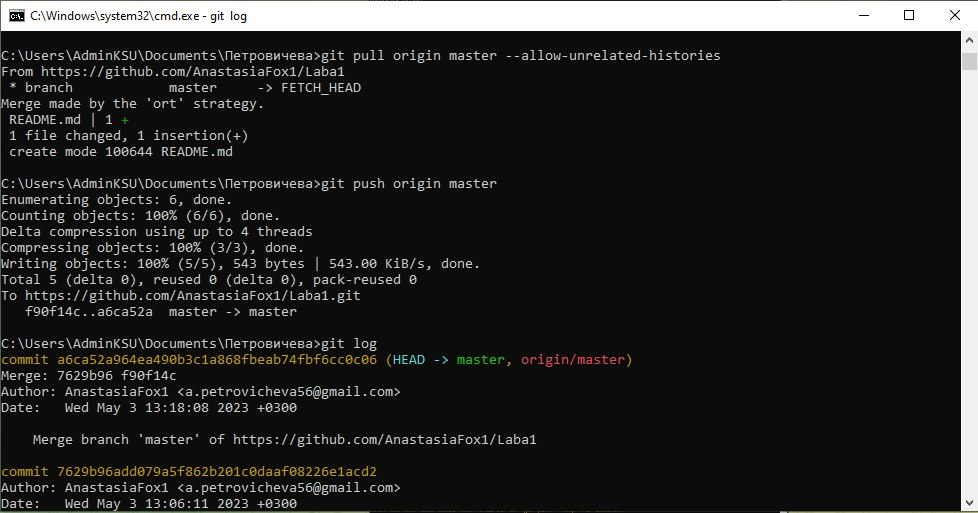 C:\Windows\system32\cmd.exe - git  log
C:\Users\AdminKSU\Documents\Петровичева>git pull origin master --allow-unrelated-histories
From https://github.com/AnastasiaFox1/Laba1
 * branch            master     -> FETCH_HEAD
Merge made by the 'ort' strategy.
 README.md | 1 +
 1 file changed, 1 insertion(+)
 create mode 100644 README.md
C:\Users\AdminKSU\Documents\Петровичева>git push origin master
Enumerating objects: 6, done.
Counting objects: 100% (6/6), done.
Delta compression using up to 4 threads
Compressing objects: 100% (3/3), done.
Writing objects: 100% (5/5), 543 bytes | 543.00 KiB/s, done.
Total 5 (delta 0), reused 0 (delta 0), pack-reused 0
To https://github.com/AnastasiaFox1/Laba1.git
   f90f14c..a6ca52a  master -> master
C:\Users\AdminKSU\Documents\Петровичева>git log
commit a6ca52a964ea490b3c1a868fbeab74fbf6cc0c06 (HEAD -> master, origin/master)
Merge: 7629b96 f90f14c
Author: AnastasiaFox1 <a.petrovicheva56@gmail.com>
Date:   Wed May 3 13:18:08 2023 +0300
    Merge branch 'master' of https://github.com/AnastasiaFox1/Laba1
commit 7629b96add079a5f862b201c0daaf08226e1acd2
Author: AnastasiaFox1 <a.petrovicheva56@gmail.com>
Date:   Wed May 3 13:06:11 2023 +0300